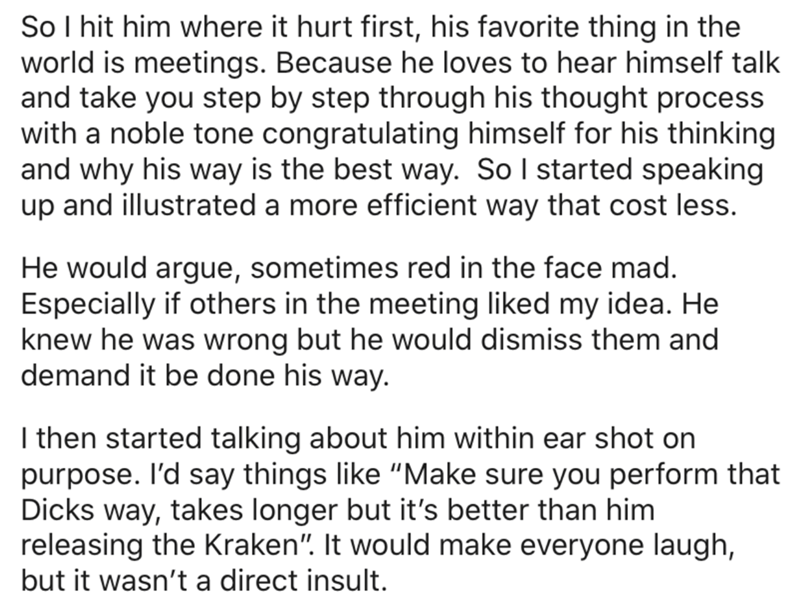 So I hit him where it hurt first, his favorite thing in the
world is meetings. Because he loves to hear himself talk
and take you step by step through his thought process
with a noble tone congratulating himself for his thinking
and why his way is the best way.  So I started speaking
up and illustrated a more efficient way that cost less.
He would argue, sometimes red in the face mad.
Especially if others in the meeting liked my idea. He
knew he was wrong but he would dismiss them and
demand it be done his way.
I then started talking about him within ear shot on
purpose. I’d say things like “Make sure you perform that
Dicks way, takes longer but it’s better than him
releasing the Kraken”. It would make everyone laugh,
but it wasn’t a direct insult.